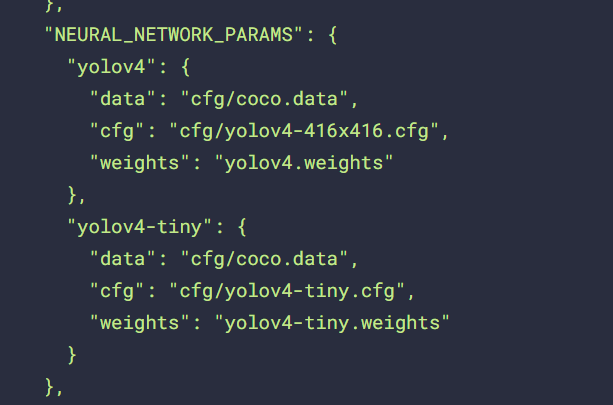 },
"NEURAL_NETWORK_PARAMS": {
"yolov4": {
"data": "cfg/coco.data",
"cfg": "cfg/yolov4-416x416.cfg",
"weights": "yolov4.weights"
},
"yolov4-tiny": {
"data": "cfg/coco.data",
"cfg": "cfg/yolov4-tiny.cfg",
"weights": "yolov4-tiny.weights"
}
},